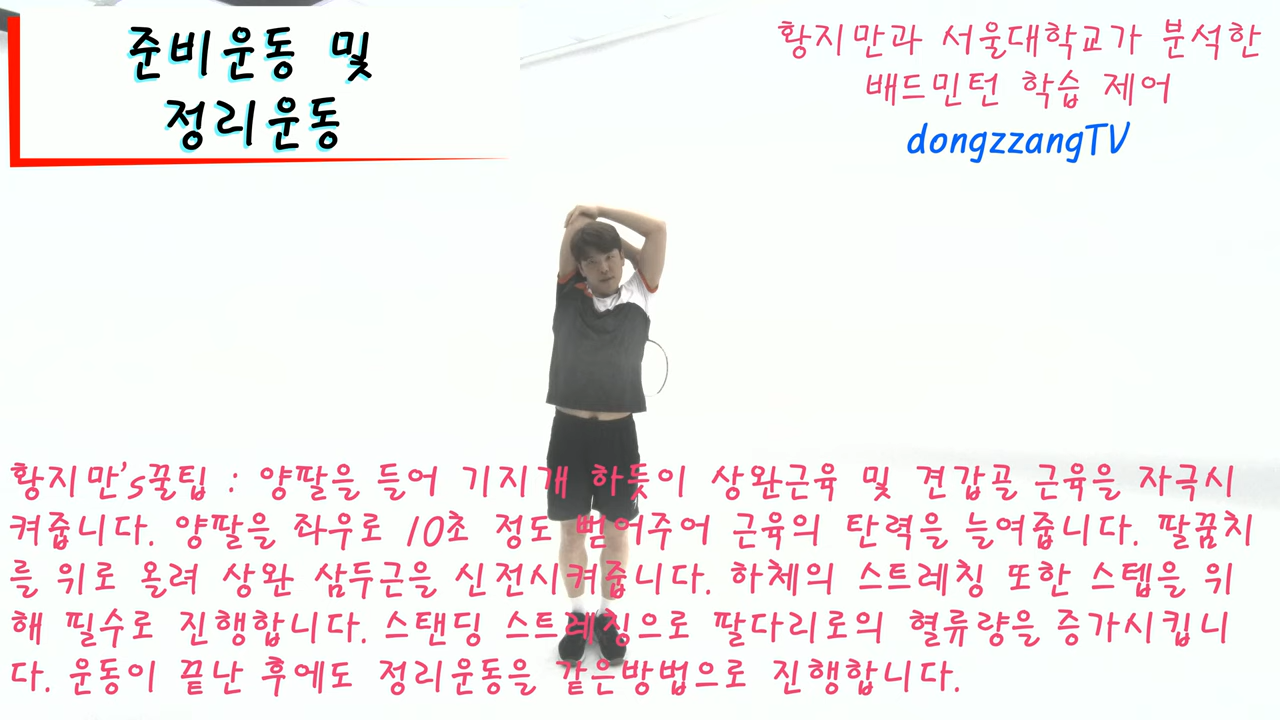 준비운동 및
정리운동
황지만과 서울대학교가 분석한
배드민턴 학습 제어
dongzzangTV
황지만's꿀팁 : 양팔을 들어 기지개 하듯이 상완근육 및 견갑골 근육을 자극시
켜줍니다. 양팔을 좌우로 10초 정도 뻗어주어 근육의 탄력을 늘여줍니다. 팔꿈치
를 위로 올려 상완 삼두근을 신전시켜줍니다. 하체의 스트레칭 또한 스텝을 위
해 필수로 진행합니다. 스탠딩 스트레칭으로 팔다리로의 혈류량을 증가시킵니
다. 운동이 끝난 후에도 정리운동을 같은방법으로 진행합니다.